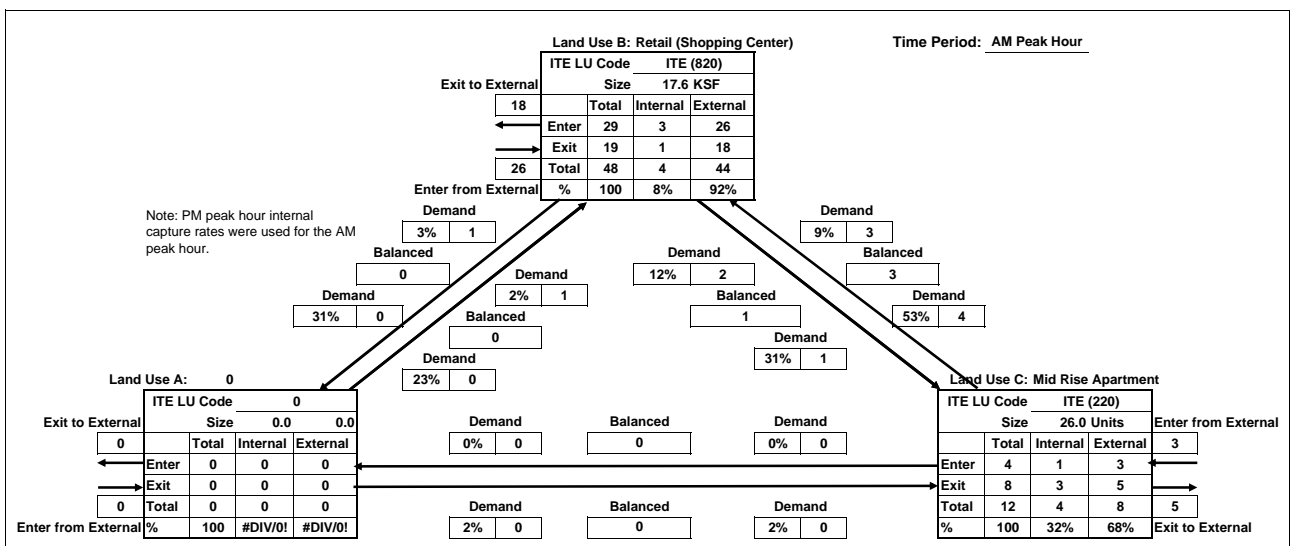 Land Use B: Retail (Shopping Center)
Time Period: AM Peak Hour
ITE LU Code ITE (820)
Exit to External Size 17.6 KSF
18 Total Internal External
Enter 29 3 26
Exit 19 1 18
26 Total 48 4 44
Enter from External % 100 8% 92%
Note: PM peak hour internal
capture rates were used for the AM
peak hour.
Demand
3% 1
Balanced
0
Demand
31% 0
Demand
2% 1
Balanced
0
Demand
23% 0
Demand
12% 2
Balanced
1
Demand
31% 1
Demand
9% 3
Balanced
3
Demand
53% 4
Land Use A: 0
ITE LU Code 0
Exit to External Size 0.0 0.0
0 Total Internal External
Enter 0 0 0
Exit 0 0 0
0 Total 0 0 0
Enter from External % 100 #DIV/0! #DIV/0!
Demand Balanced Demand
0% 0 0 0% 0
Demand Balanced Demand
2% 0 0 2% 0
Land Use C: Mid Rise Apartment
ITE LU Code ITE (220)
Size 26.0 Units Enter from External
Total Internal External 3
Enter 4 1 3
Exit 8 3 5
Total 12 4 8 5
% 100 32% 68% Exit to External